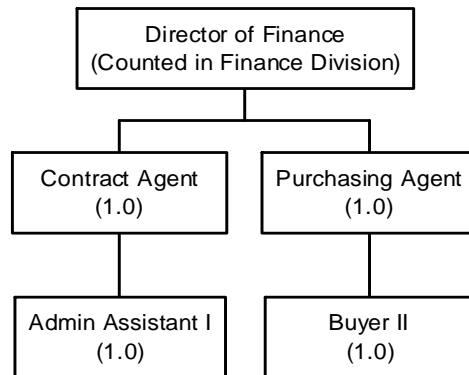 Director of Finance
(Counted in Finance Division)
Contract Agent
(1.0)
Purchasing Agent
(1.0)
Admin Assistant I
(1.0)
Buyer II
(1.0)